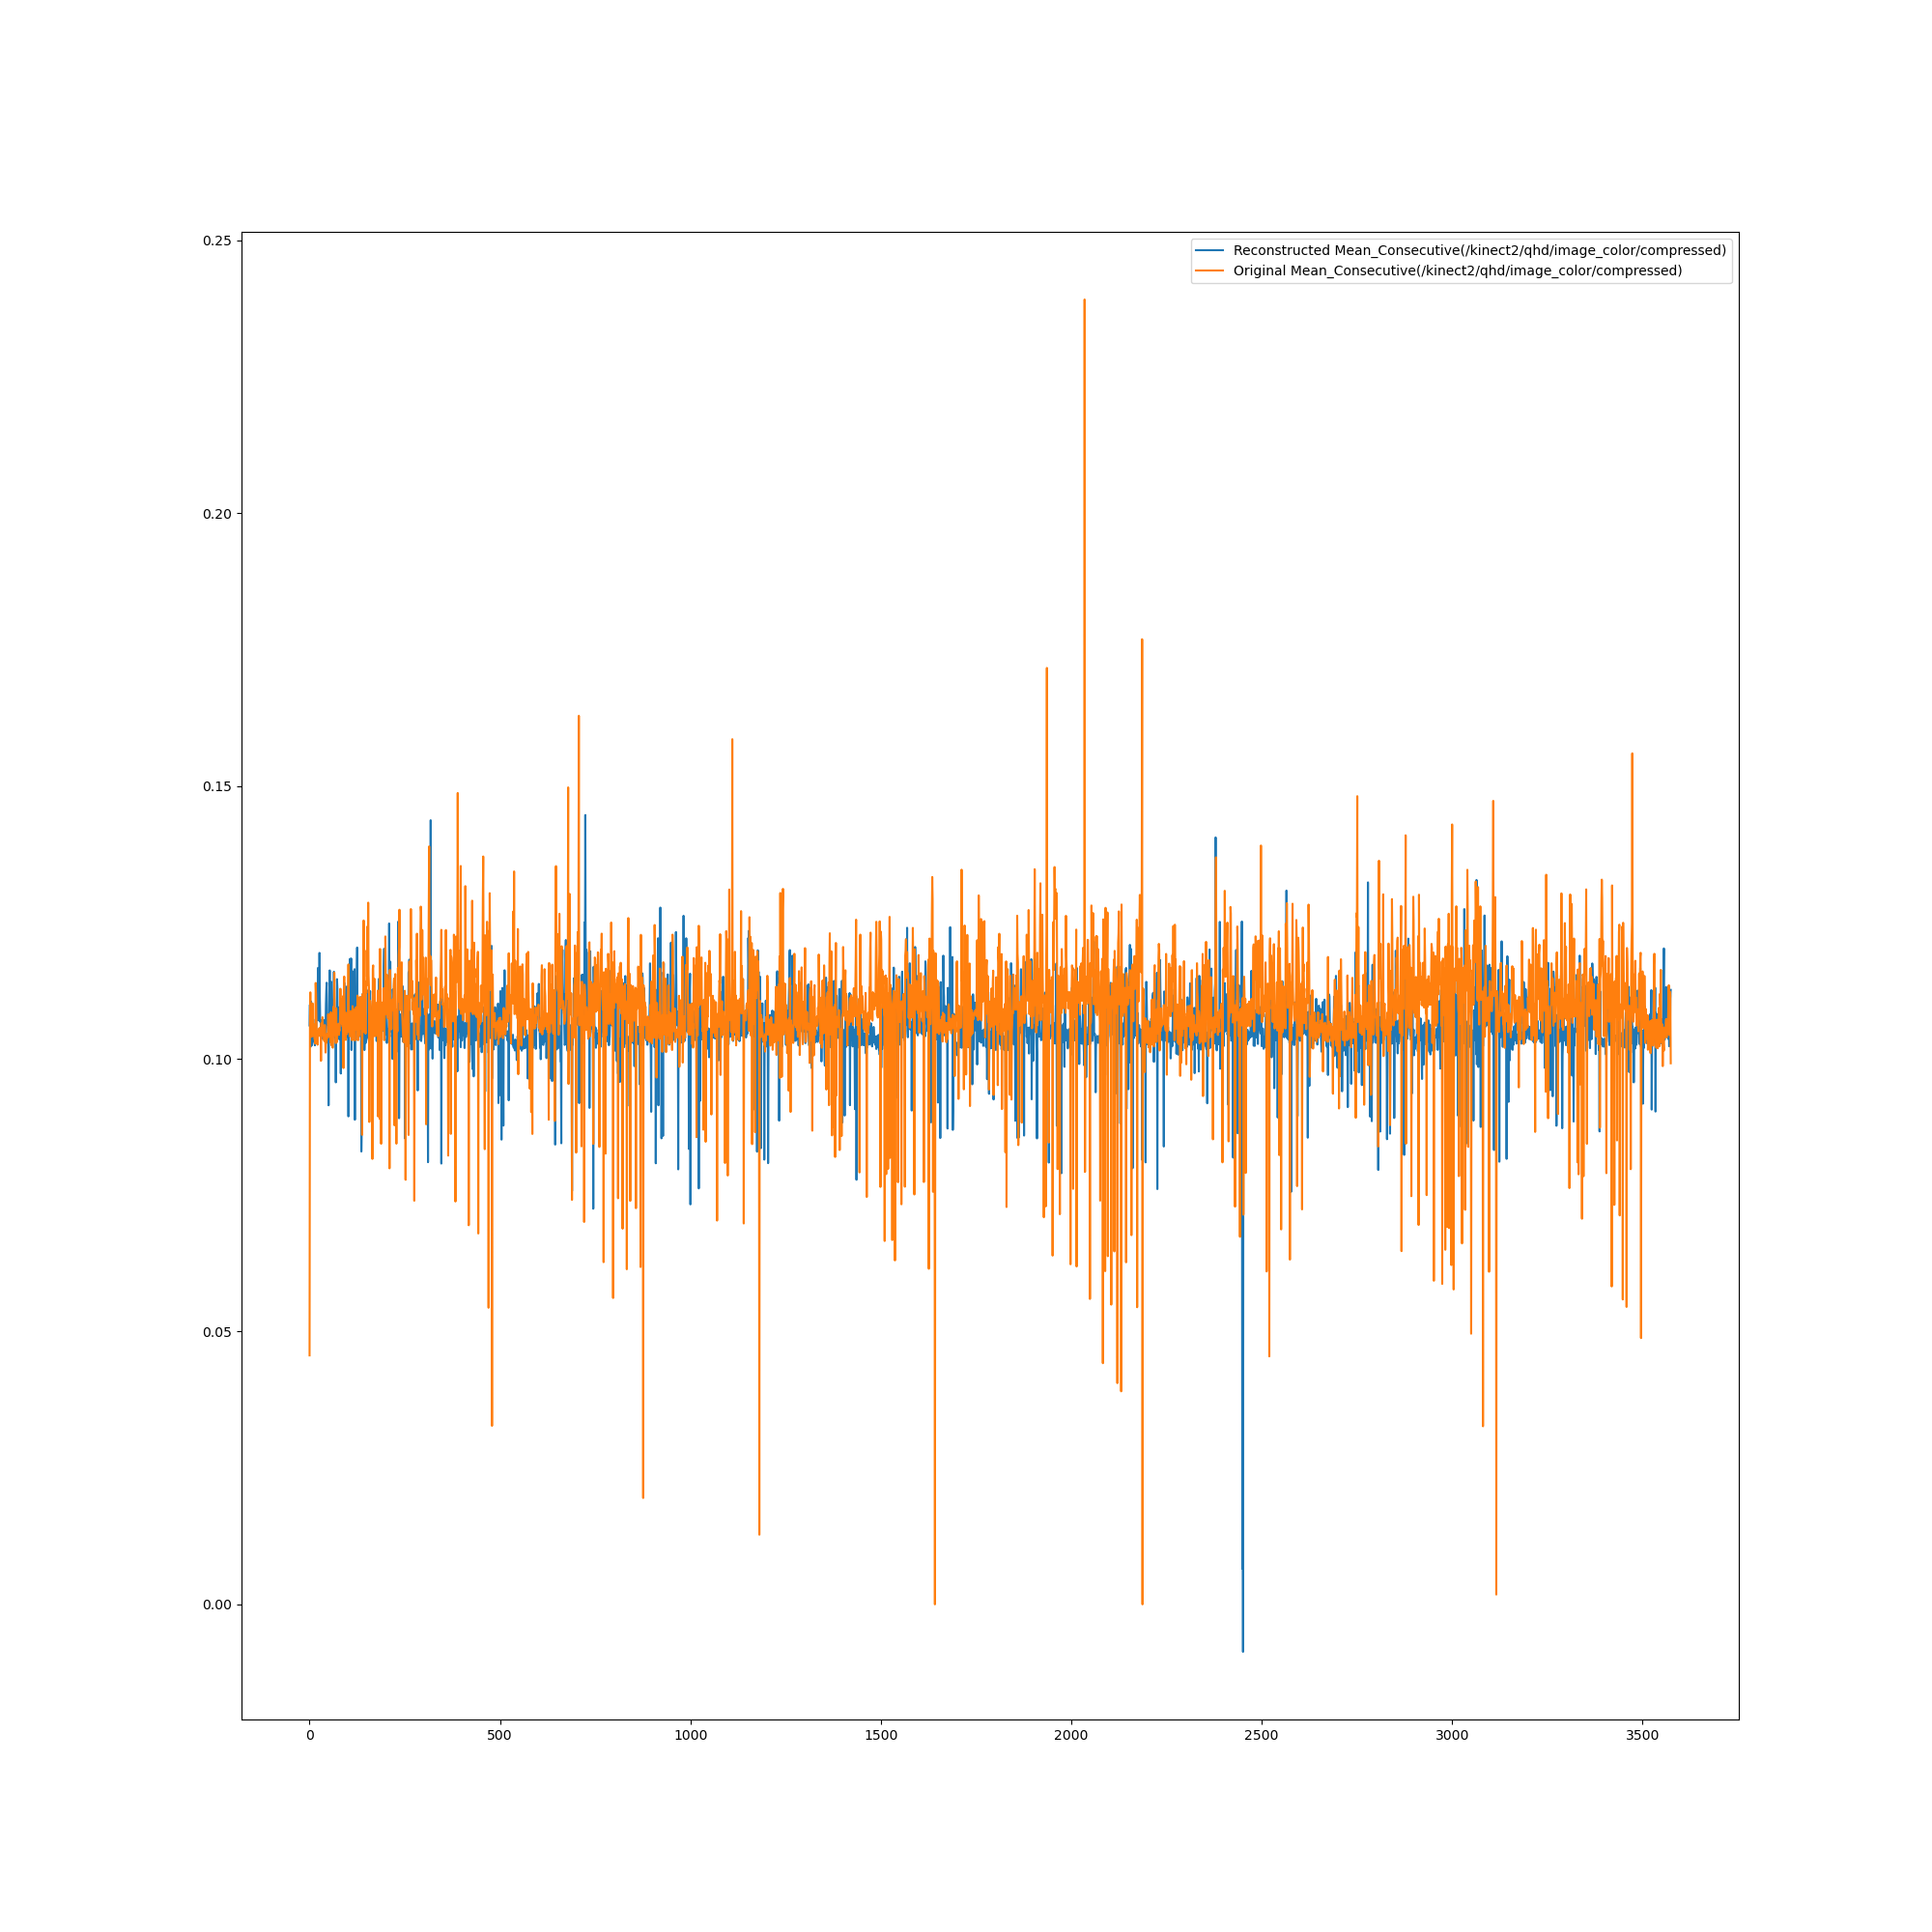 Reconstructed Mean_Consecutive(/kinect2/qhd/image_color/compressed)
Original Mean_Consecutive(/kinect2/qhd/image_color/compressed)
0.25
0.20
0.15
0.10
0.05
0.00
0 500 1000 1500 2000 2500 3000 3500